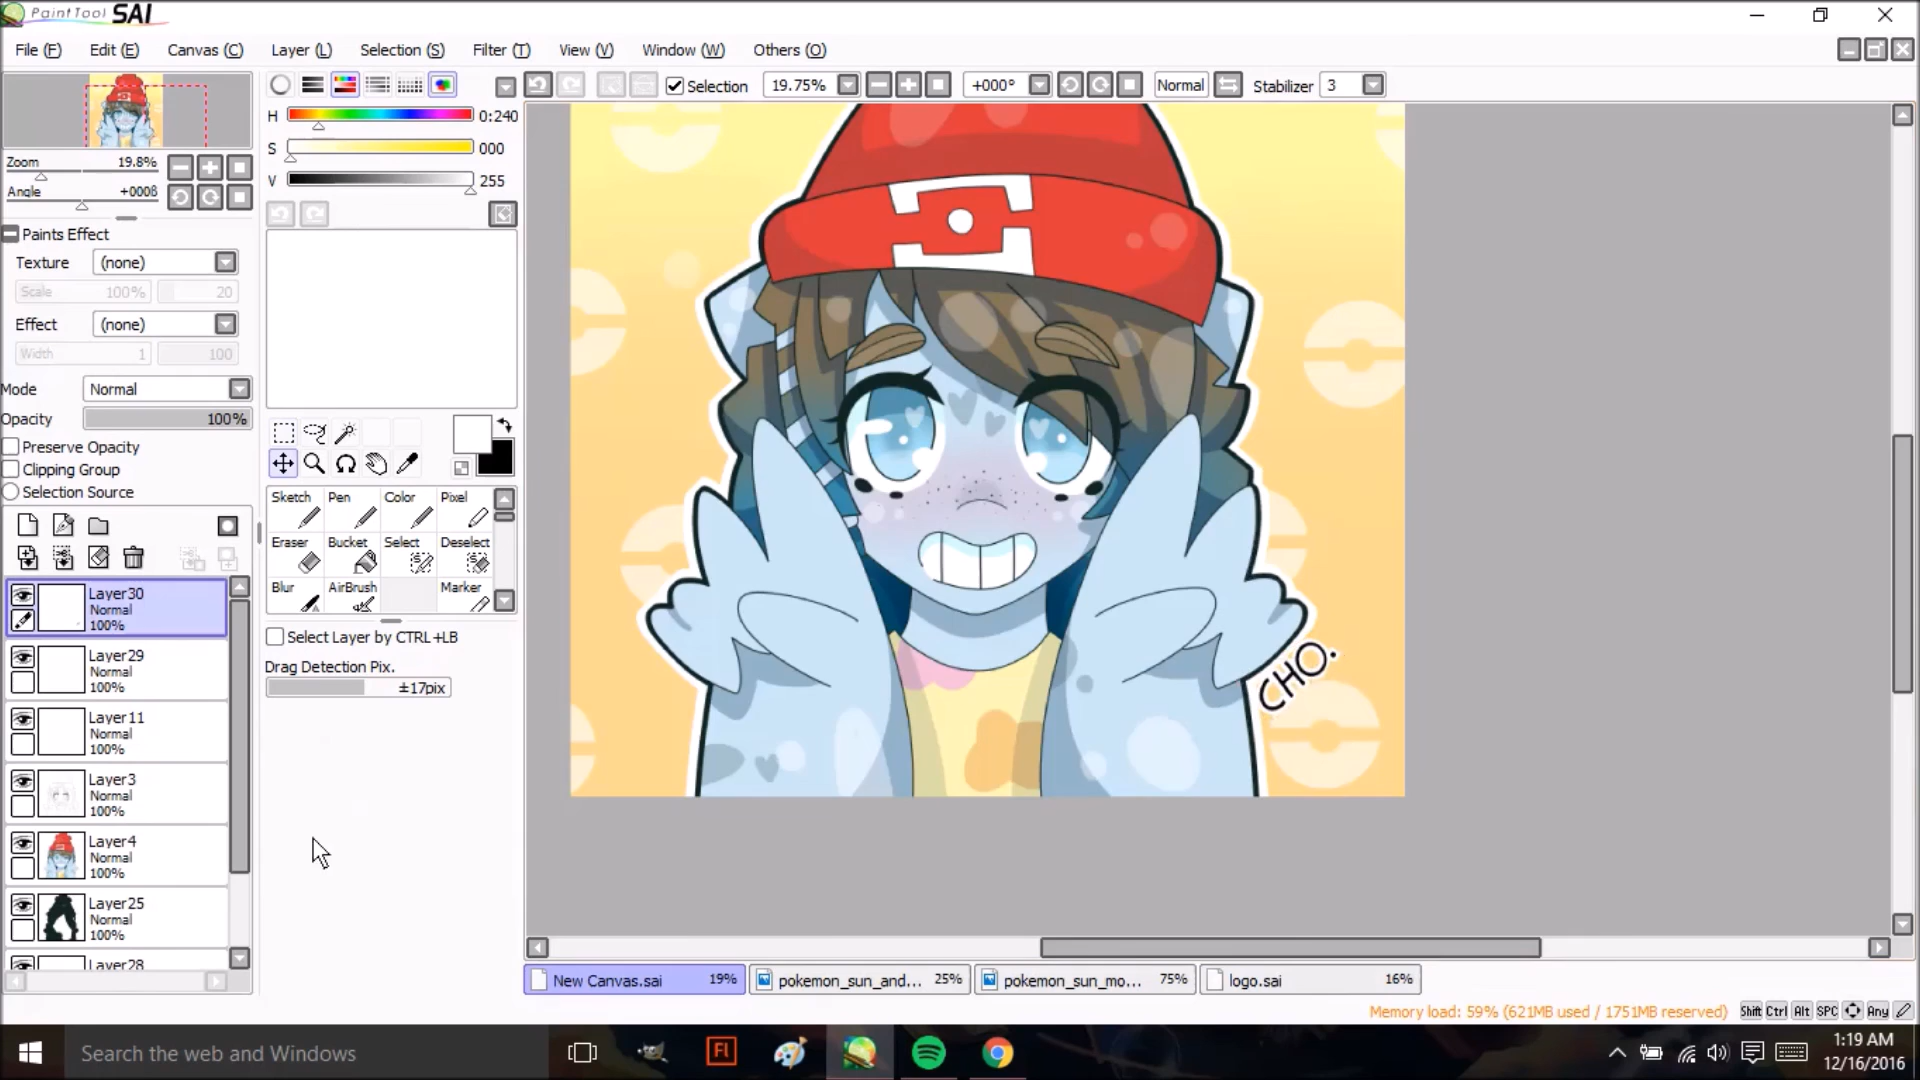 PaintTool SAI
File (F) Edit (E) Canvas (C) Layer (L) Selection (S) Filter (T) View (V) Window (W) Others (O)
Selection 19.75% +000° Normal Stabilizer 3
H 0:240
S 000
V 255
Zoom 19.8%
Angle +000ß
Paints Effect
Texture (none)
Scale 100% 20
Effect (none)
Width 1 100
Mode Normal
Opacity 100%
Preserve Opacity
Clipping Group
Selection Source
Sketch Pen Color Pixel
Eraser Bucket Select Deselect
Blur AirBrush Marker
Select Layer by CTRL+LB
Drag Detection Pix.
±17pix
Layer30
Normal
100%
Layer29
Normal
100%
Layer11
Normal
100%
Layer3
Normal
100%
Layer4
Normal
100%
Layer25
Normal
100%
Layer28
CHO.
New Canvas.sai 19% pokemon_sun_and... 25% pokemon_sun_mo... 75% logo.sai 16%
Memory load: 59% (621MB used / 1751MB reserved) Shift Ctrl Alt SPC Any
Search the web and Windows
Fl
1:19 AM
12/16/2016